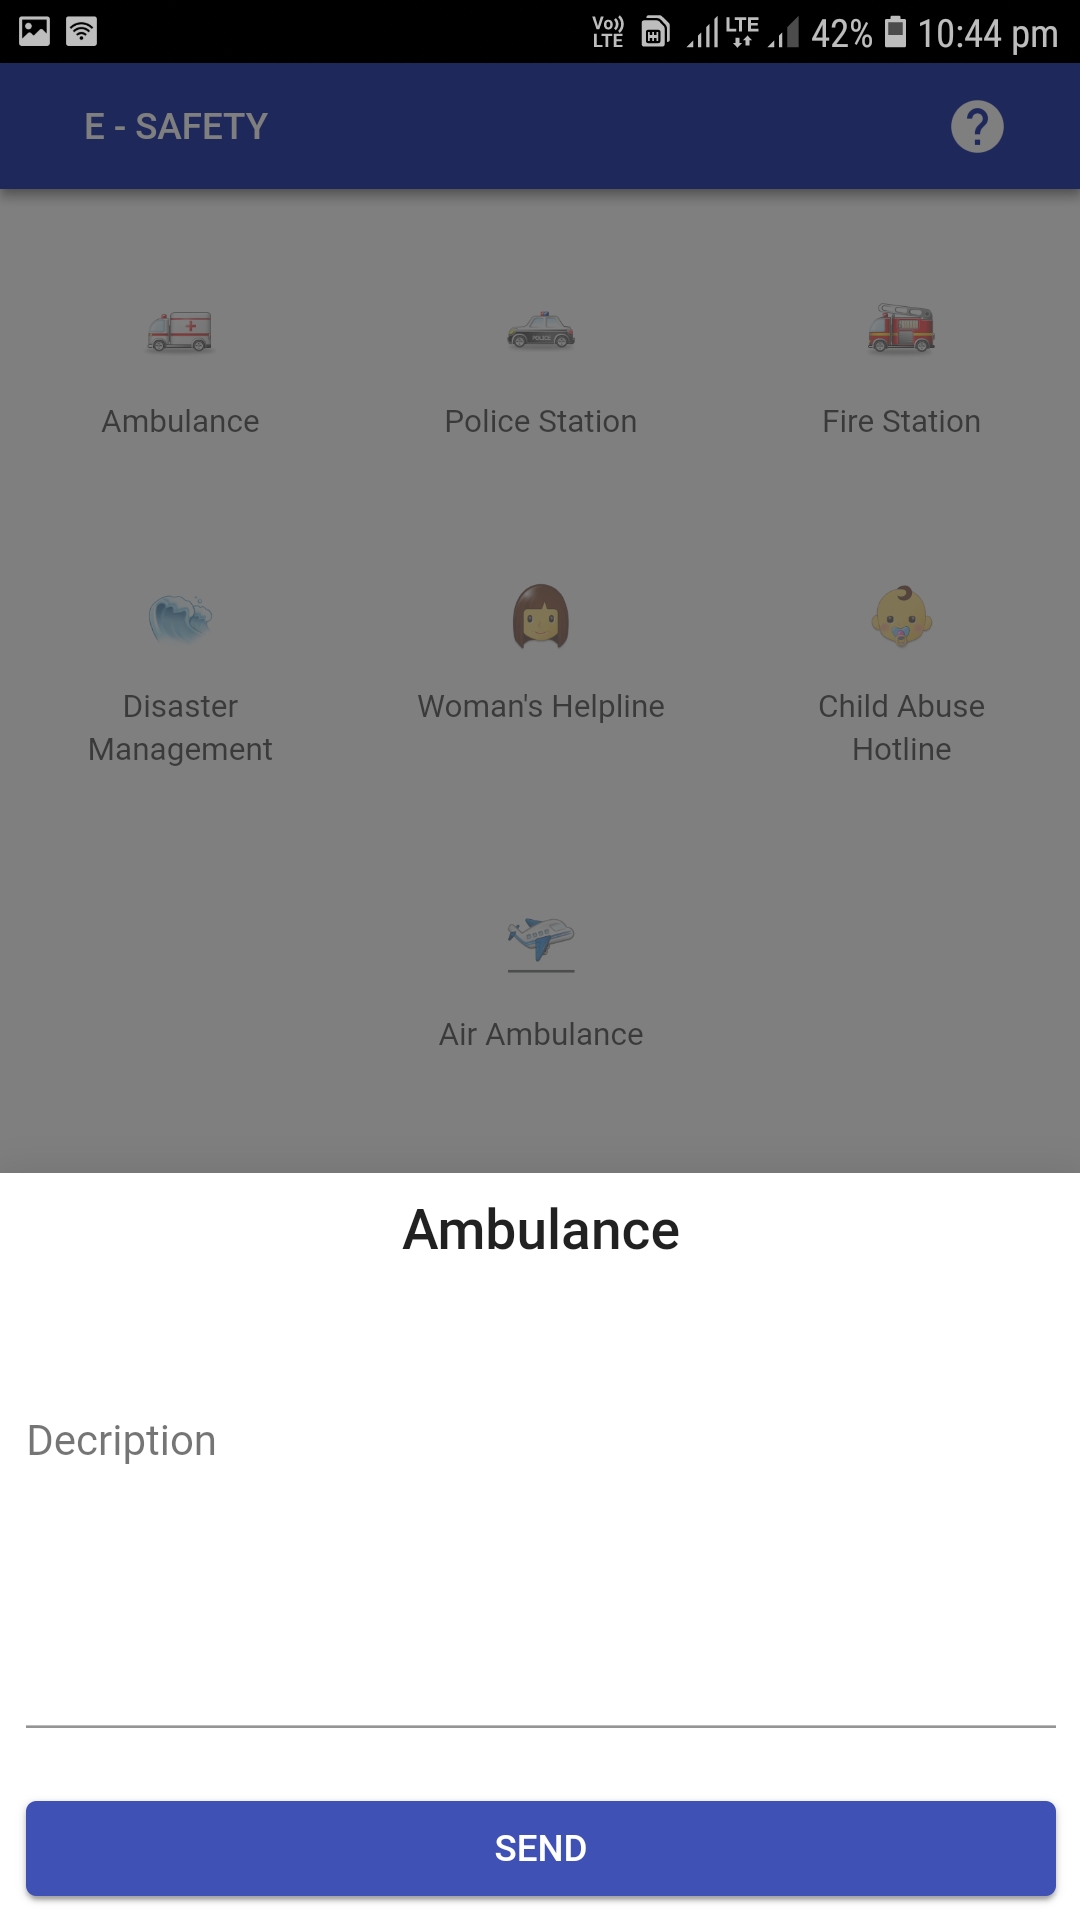 Vo)) LTE LTE 42% 10:44 pm
E - SAFETY ?
Ambulance Police Station Fire Station
Disaster Management Woman's Helpline Child Abuse Hotline
Air Ambulance
Ambulance
Decription
SEND